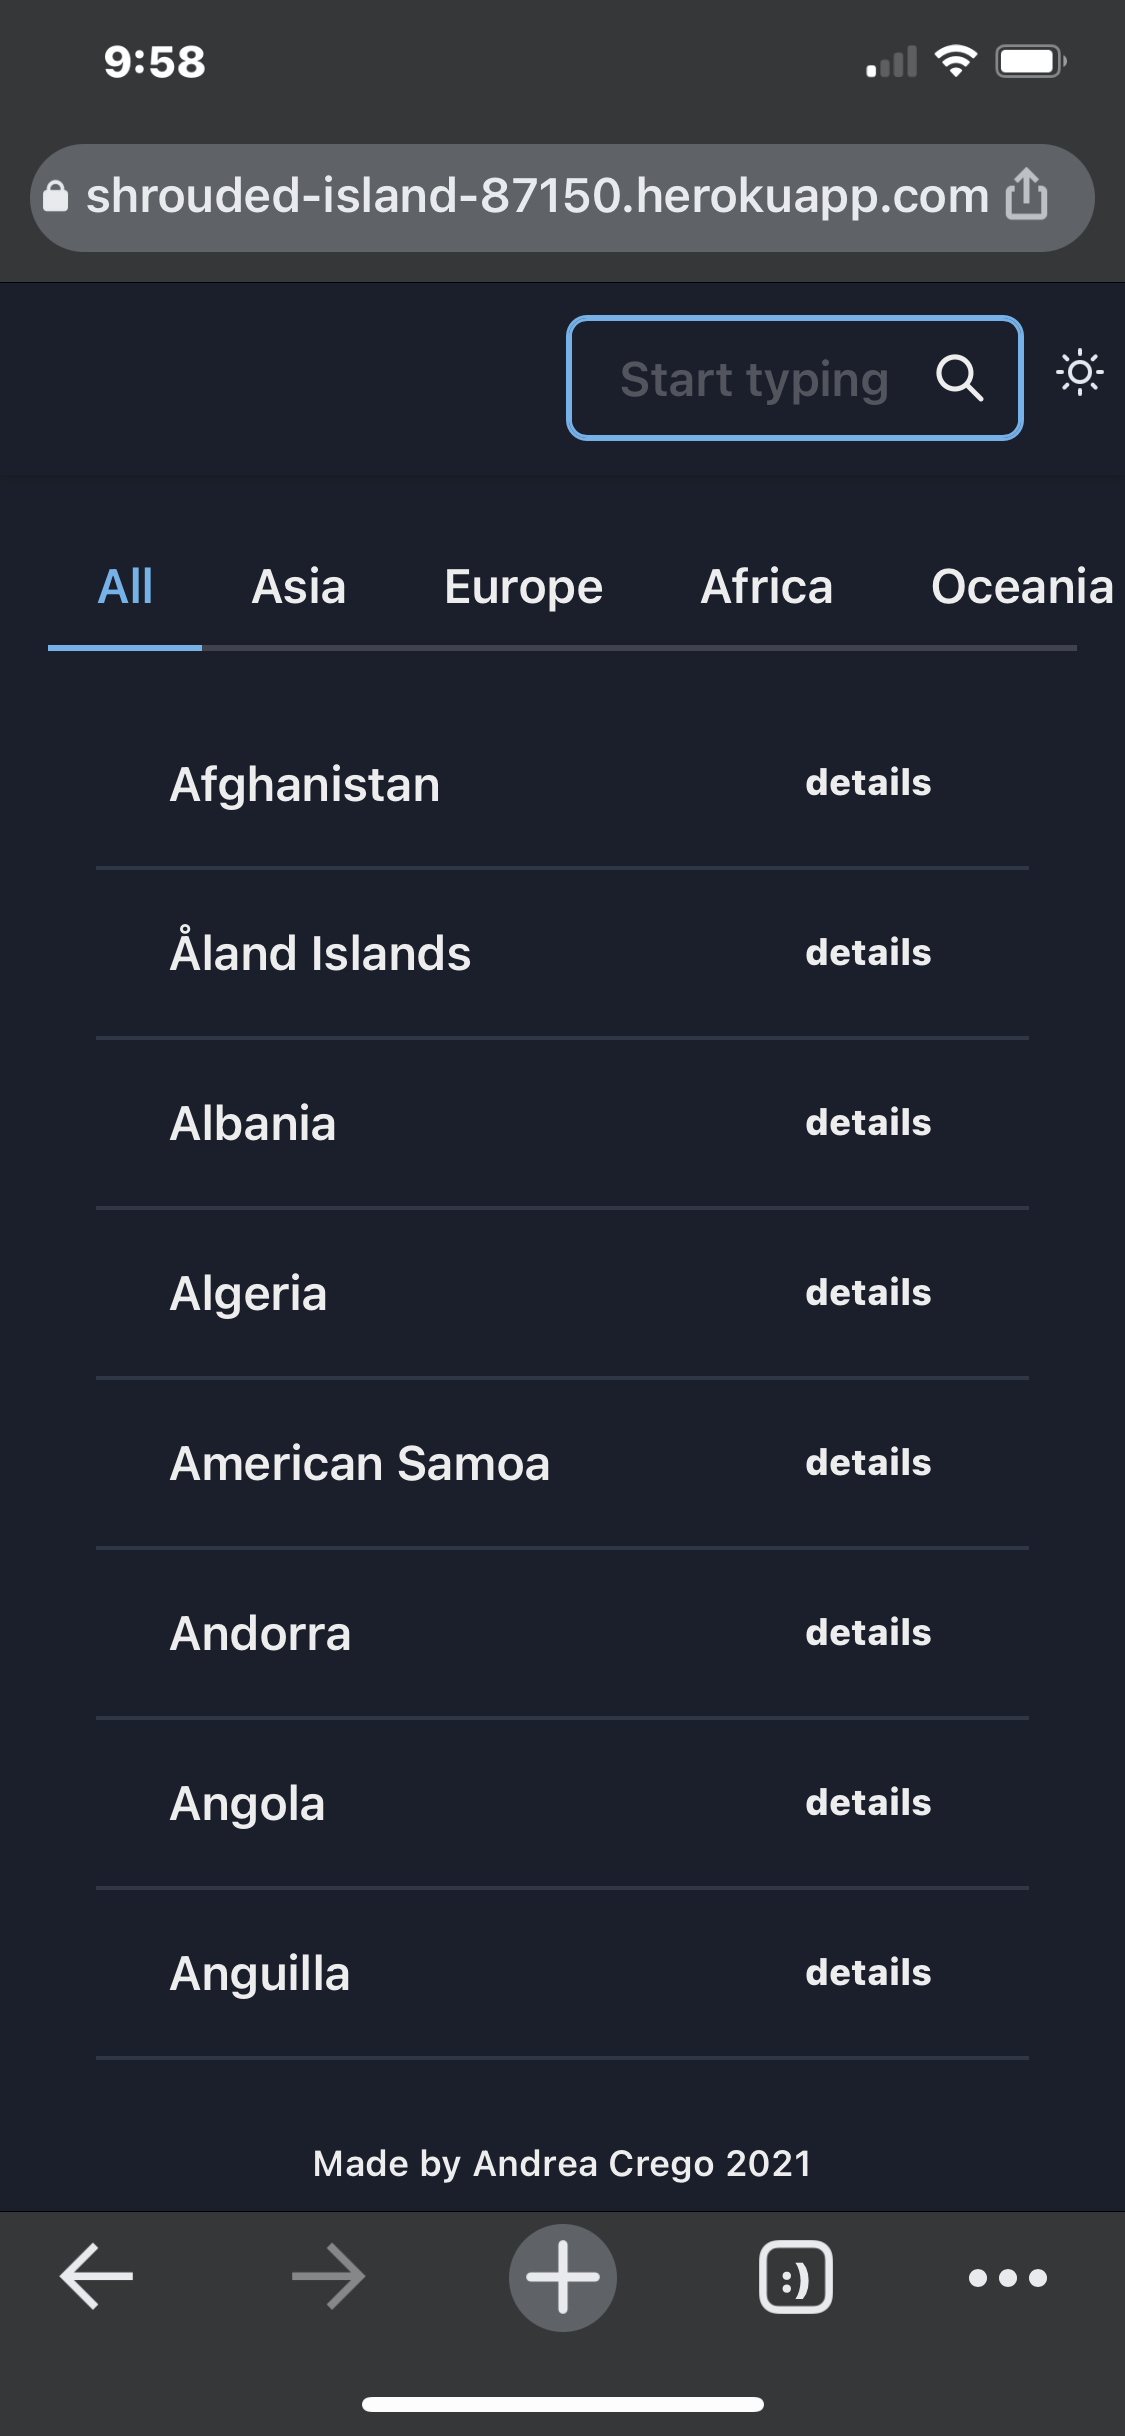 9:58
shrouded-island-87150.herokuapp.com
Start typing
All Asia Europe Africa Oceania
Afghanistan details
Åland Islands details
Albania details
Algeria details
American Samoa details
Andorra details
Angola details
Anguilla details
Made by Andrea Crego 2021
:)